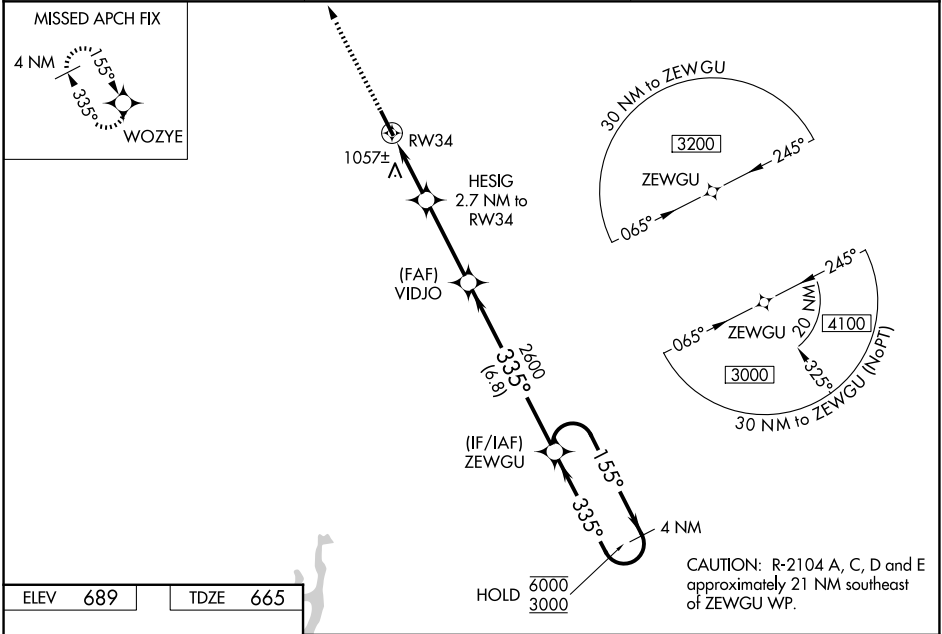 MISSED APCH FIX
4 NM
155°
335°
WOZYE
RW34
1057±
HESIG
2.7 NM to
RW34
(FAF)
VIDJO
2600
335°
(6.8)
(IF/IAF)
ZEWGU
155°
335°
4 NM
HOLD
6000
3000
30 NM to ZEWGU
3200
245°
ZEWGU
065°
245°
20 NM
ZEWGU
4100
065°
3000
325°
30 NM to ZEWGU (NoPT)
CAUTION: R-2104 A, C, D and E
approximately 21 NM southeast
of ZEWGU WP.
ELEV 689
TDZE 665